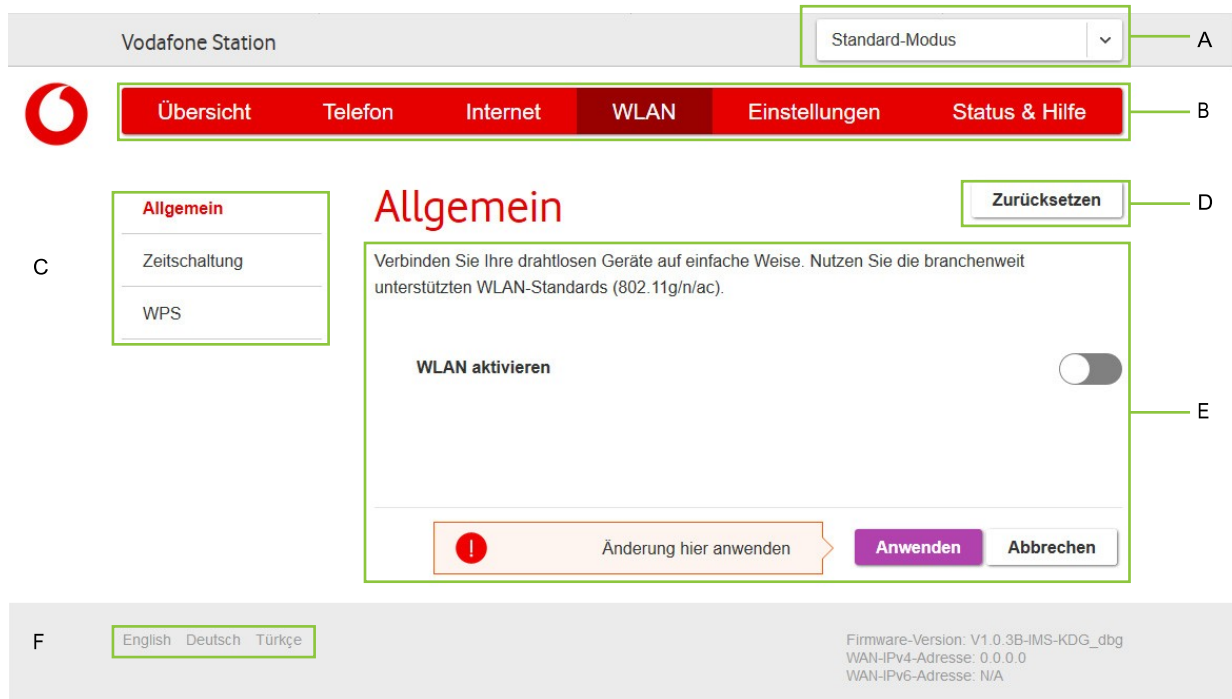 Vodafone Station
Standard-Modus
A
Übersicht Telefon Internet WLAN Einstellungen Status & Hilfe
B
Allgemein
Zeitschaltung
WPS
C
Allgemein
Zurücksetzen
D
Verbinden Sie Ihre drahtlosen Geräte auf einfache Weise. Nutzen Sie die branchenweit
unterstützten WLAN-Standards (802.11g/n/ac).
WLAN aktivieren
E
! Änderung hier anwenden
Anwenden Abbrechen
F
English Deutsch Türkçe
Firmware-Version: V1.0.3B-IMS-KDG_dbg
WAN-IPv4-Adresse: 0.0.0.0
WAN-IPv6-Adresse: N/A